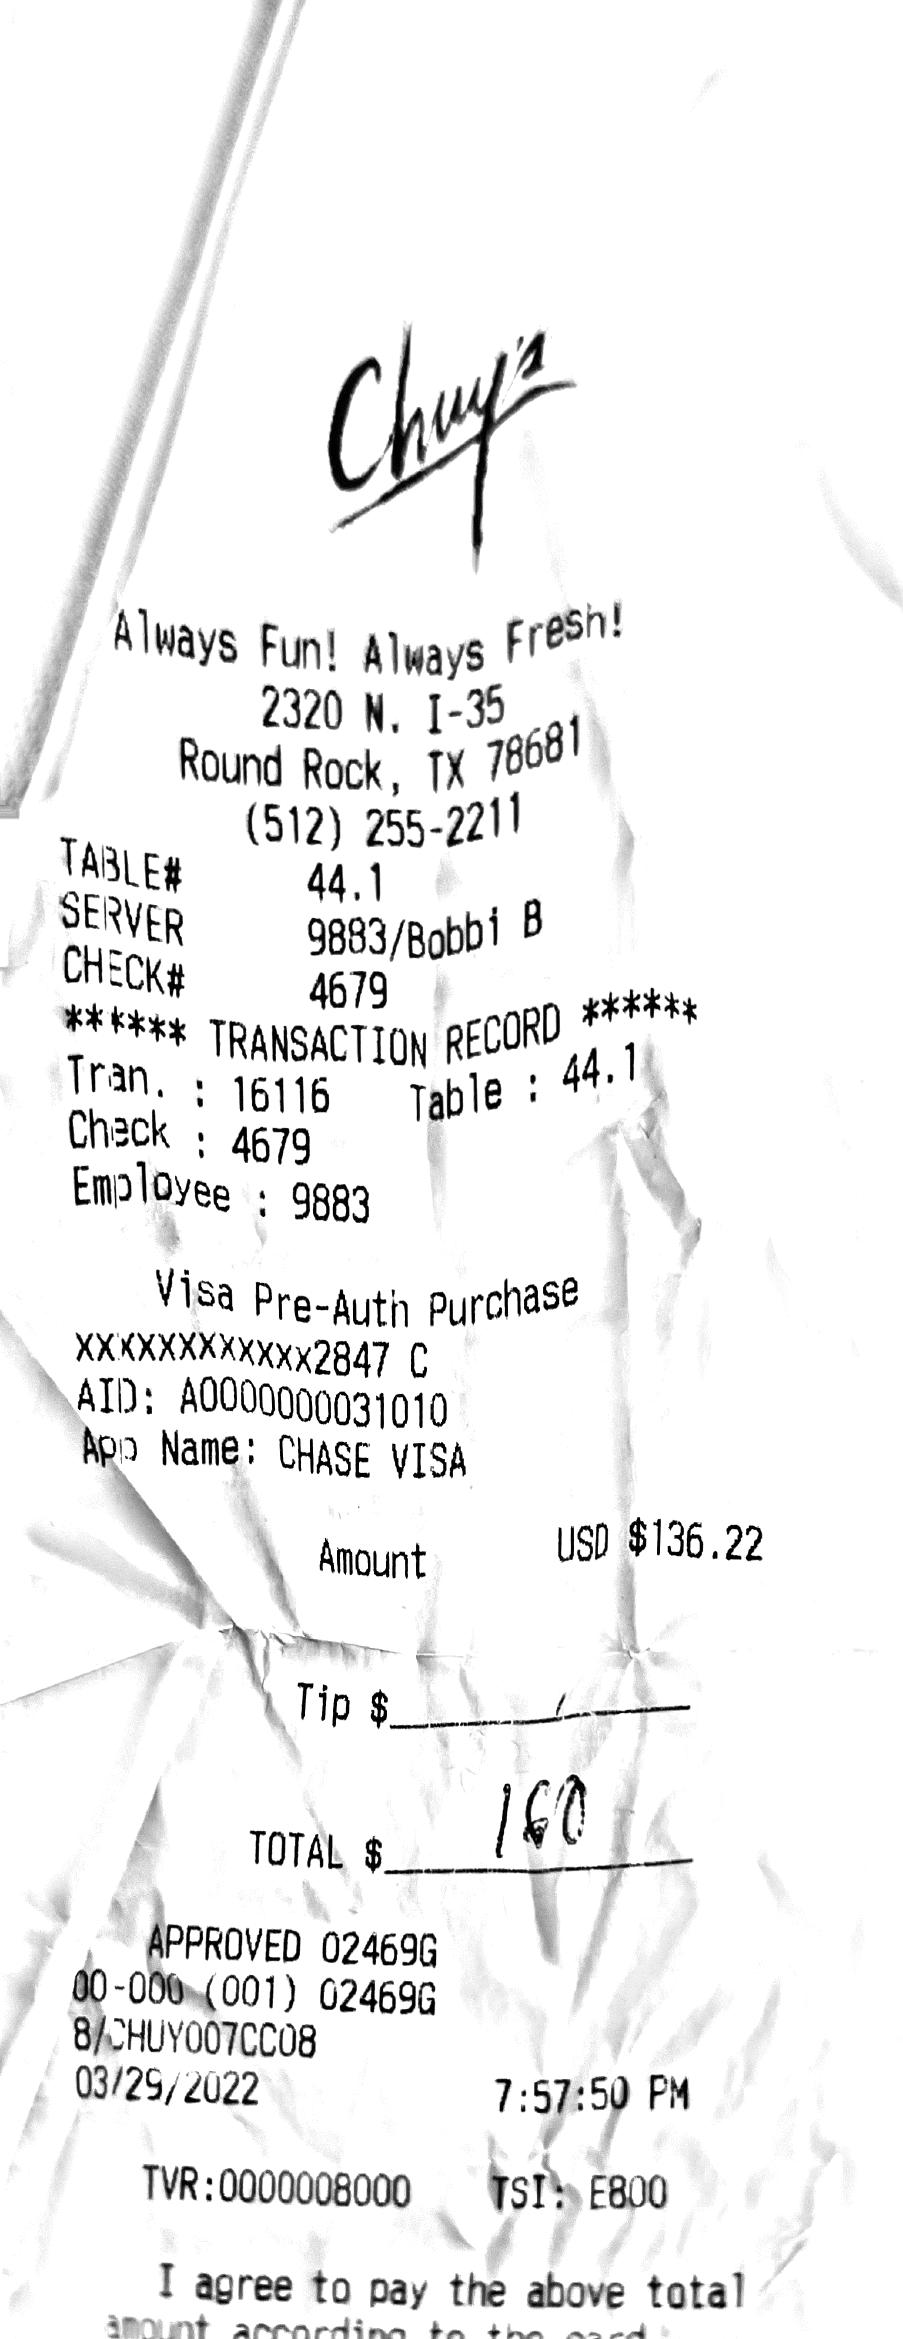 Chuy's
Always Fun! Always Fresh!
2320 N. I-35
Round Rock, TX 78681
(512) 255-2211
TABLE# 44.1
SERVER 9883/Bobbi B
CHECK# 4679
****** TRANSACTION RECORD ******
Tran. : 16116 Table : 44.1
Check : 4679
Employee : 9883
Visa Pre-Auth Purchase
XXXXXXXXXXXX2847 C
AID: A0000000031010
App Name: CHASE VISA
Amount USD $136.22
Tip $
TOTAL $ 160
APPROVED 02469G
00-000 (001) 02469G
8/CHUY007CC08
03/29/2022 7:57:50 PM
TVR:0000008000 TSI: E800
I agree to pay the above total
amount according to the card